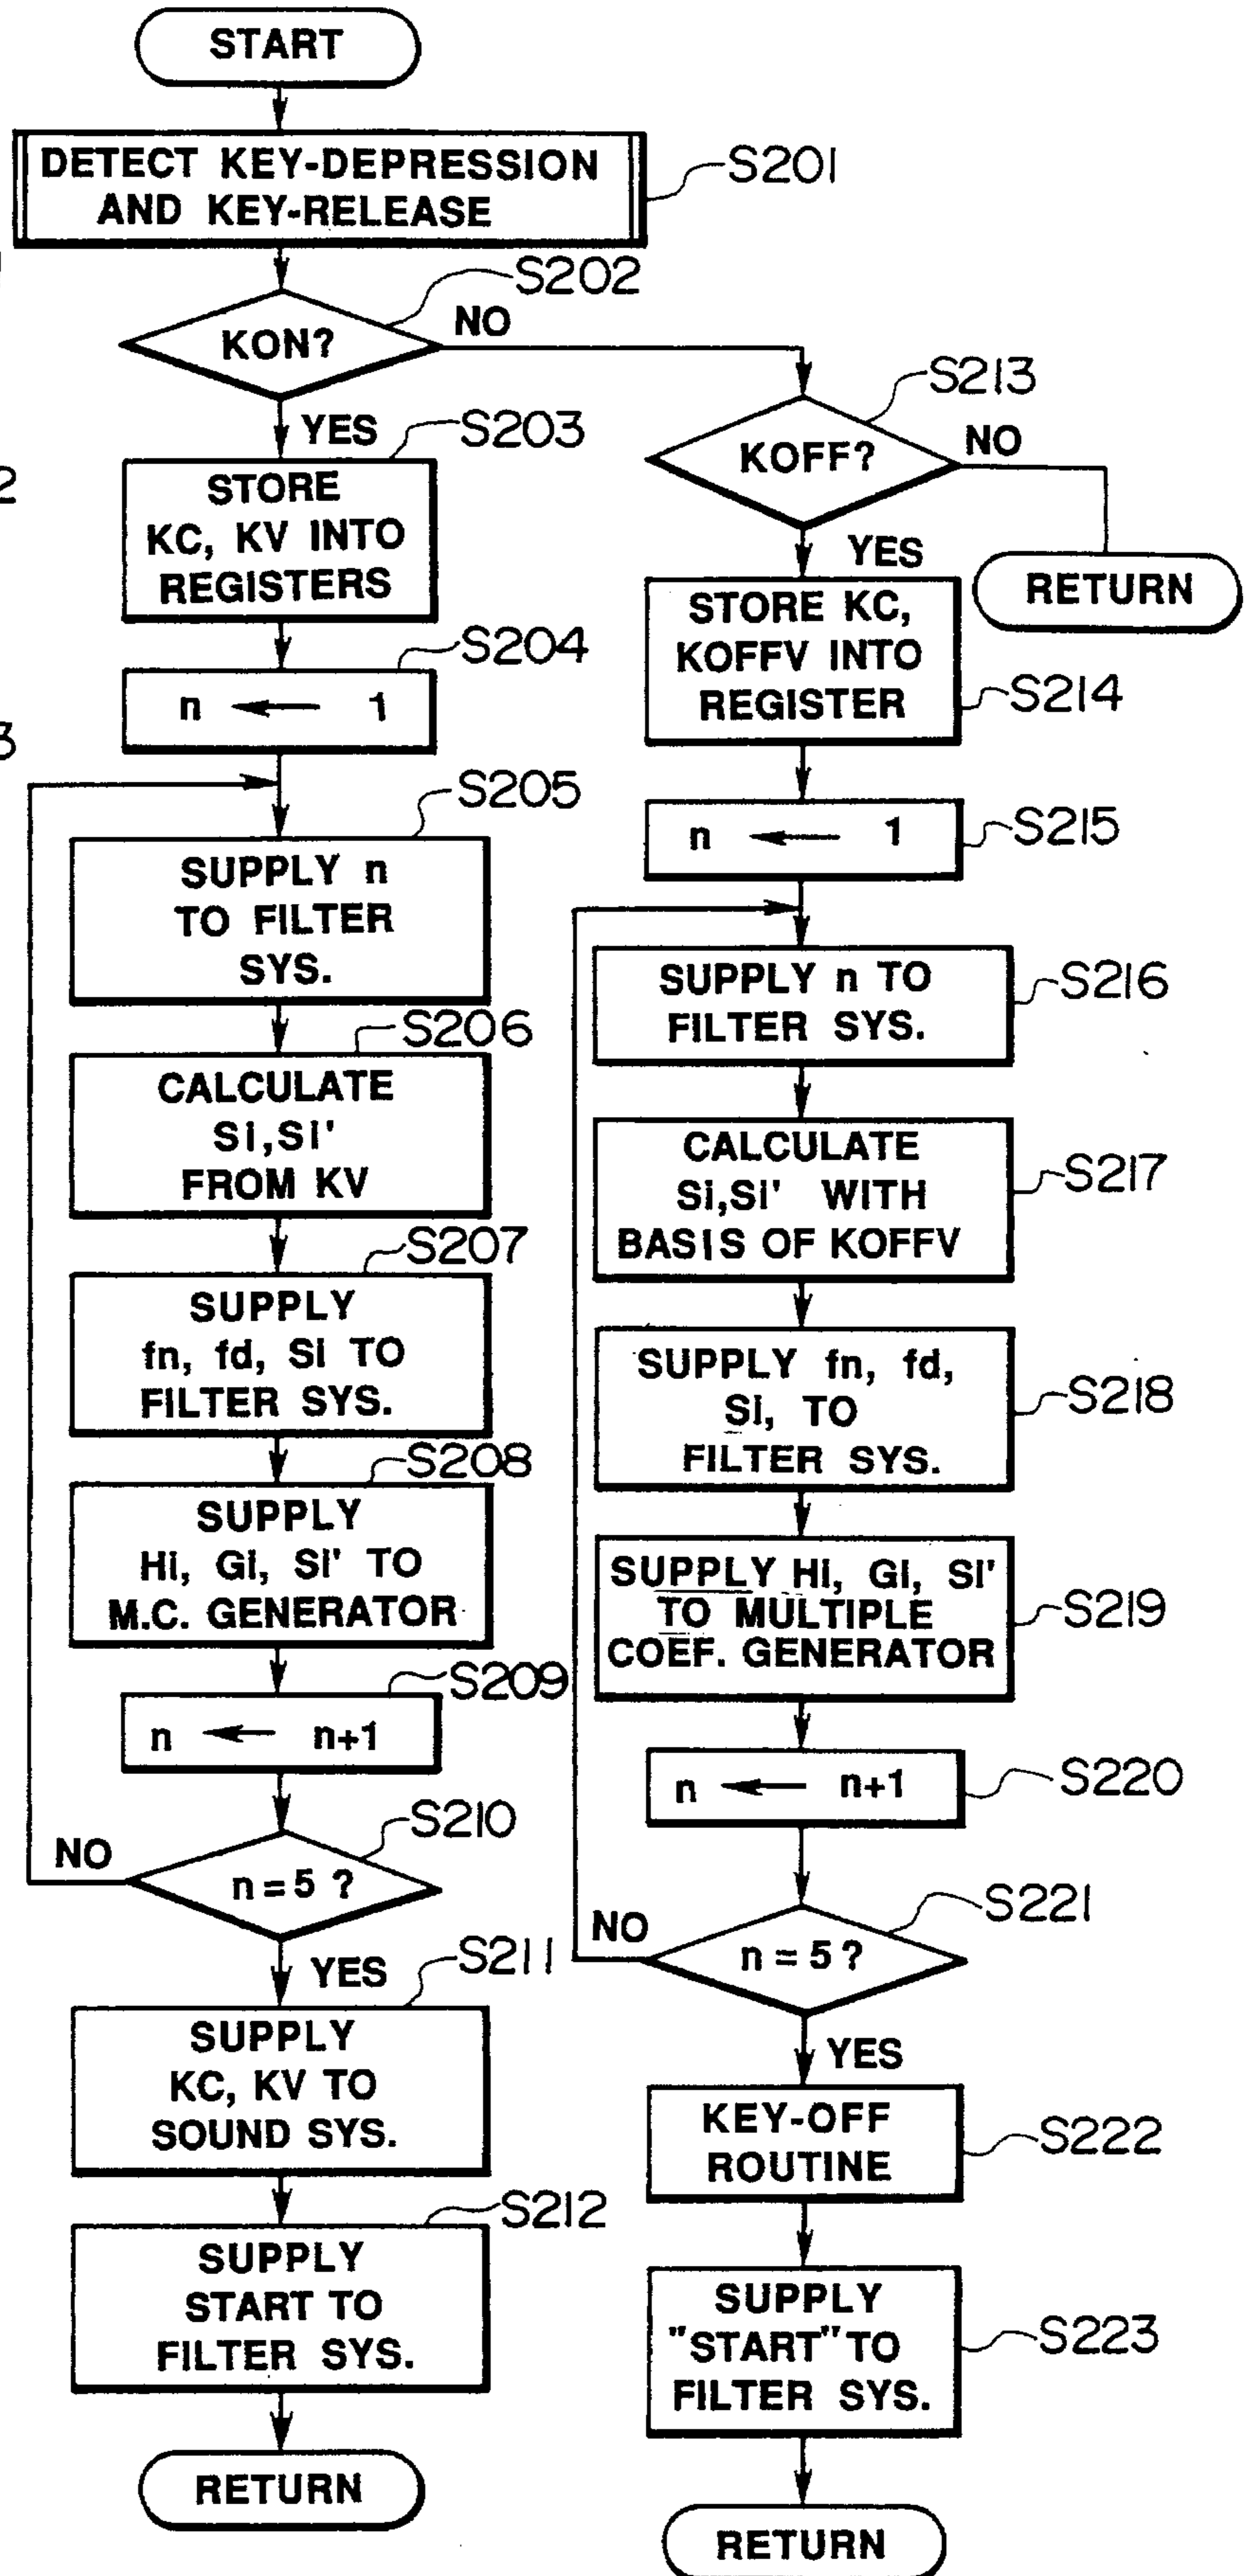 START
DETECT KEY-DEPRESSION
AND KEY-RELEASE
S201
S202
KON?
NO
YES
S203
STORE
KC, KV INTO
REGISTERS
S204
n ← 1
S205
SUPPLY n
TO FILTER
SYS.
S206
CALCULATE
Si,Si'
FROM KV
S207
SUPPLY
fn, fd, Si TO
FILTER SYS.
S208
SUPPLY
Hi, Gi, Si' TO
M.C. GENERATOR
S209
n ← n+1
S210
NO
n = 5 ?
YES
S211
SUPPLY
KC, KV TO
SOUND SYS.
S212
SUPPLY
START TO
FILTER SYS.
RETURN
S213
KOFF?
NO
RETURN
YES
STORE KC,
KOFFV INTO
REGISTER
S214
n ← 1
S215
SUPPLY n TO
FILTER SYS.
S216
CALCULATE
Si,Si' WITH
BASIS OF KOFFV
S217
SUPPLY fn, fd,
Si, TO
FILTER SYS.
S218
SUPPLY Hi, Gi, Si'
TO MULTIPLE
COEF. GENERATOR
S219
n ← n+1
S220
S221
NO
n = 5 ?
YES
KEY-OFF
ROUTINE
S222
SUPPLY
"START" TO
FILTER SYS.
S223
RETURN
2
3